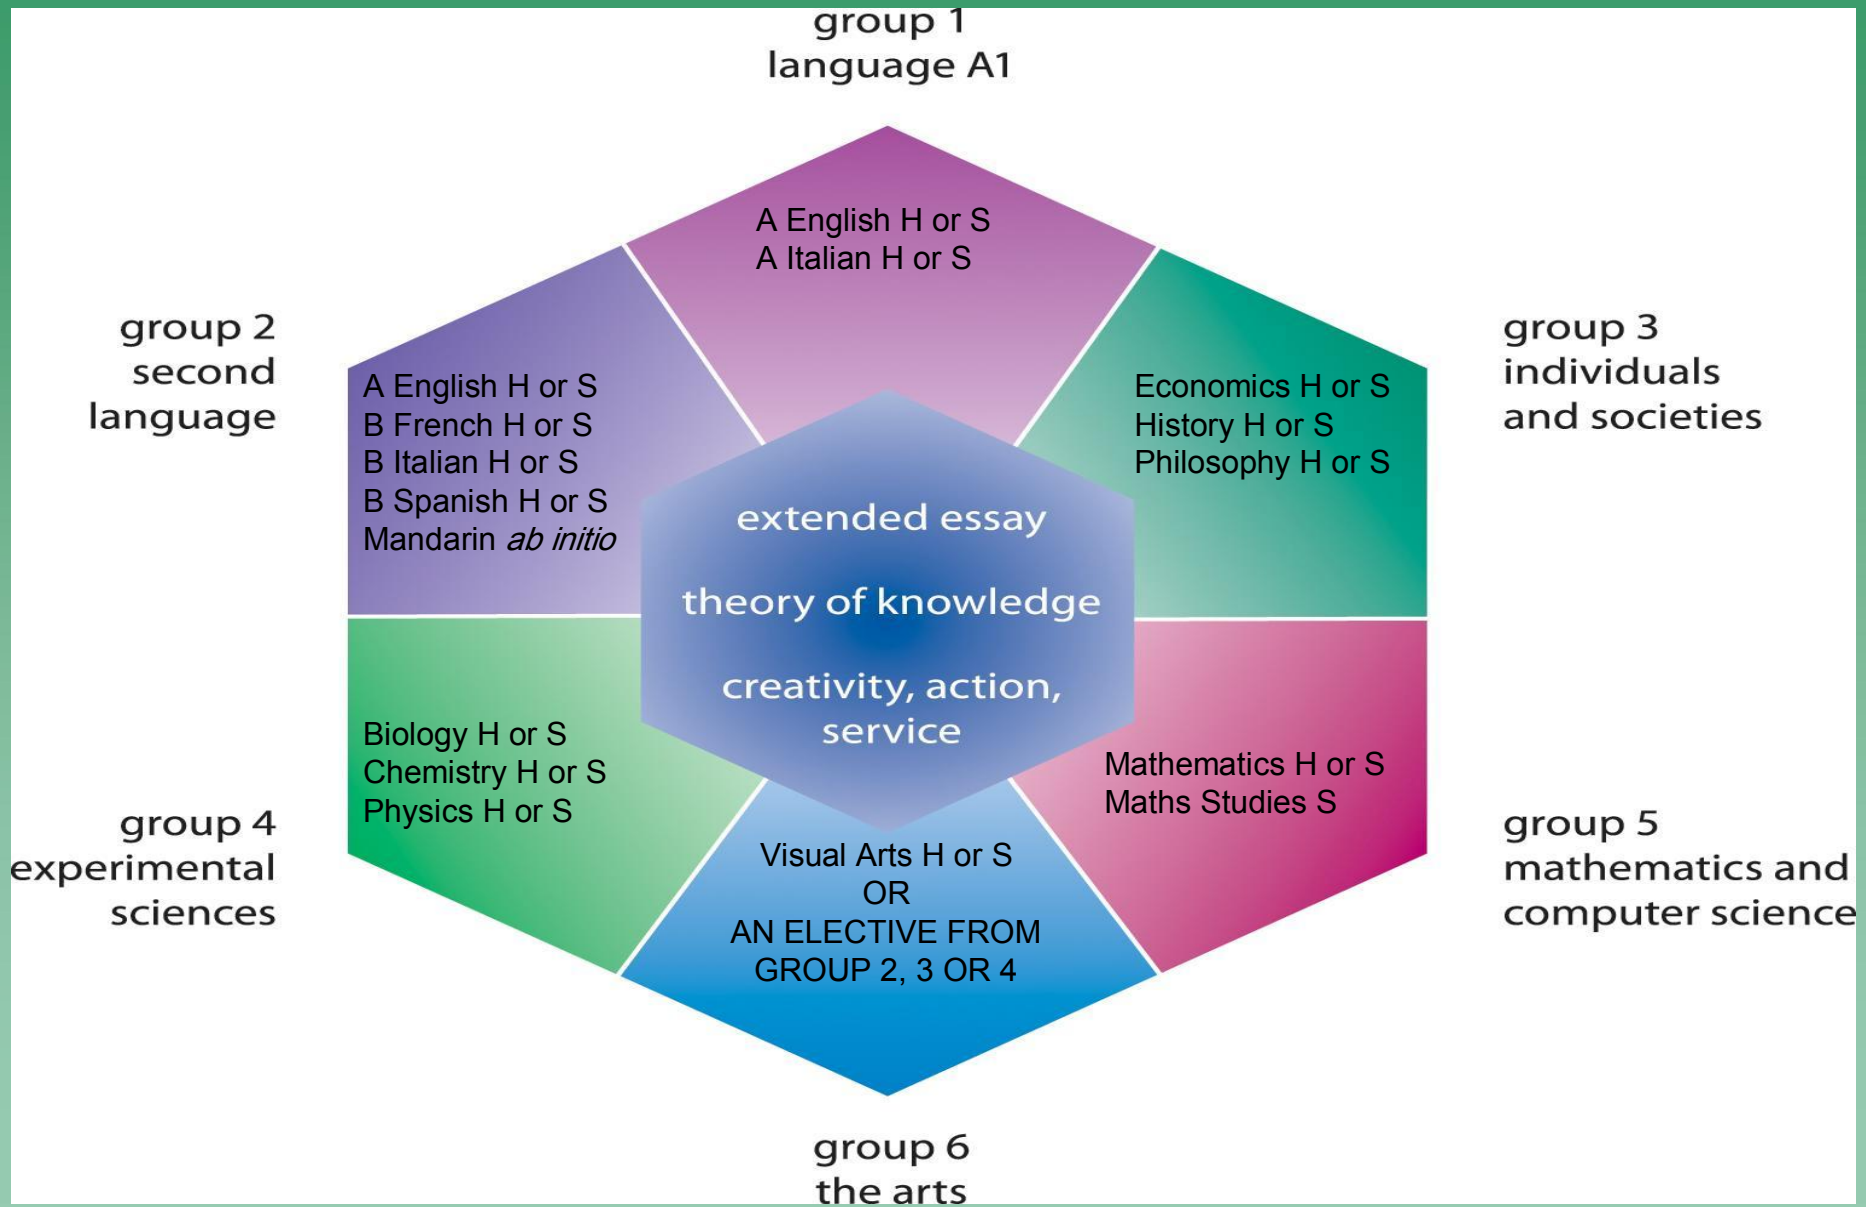 group 1
language A1
A English H or S
A Italian H or S
group 2
second
language
A English H or S
B French H or S
B Italian H or S
B Spanish H or S
Mandarin ab initio
group 3
individuals
and societies
Economics H or S
History H or S
Philosophy H or S
extended essay
theory of knowledge
creativity, action,
service
group 4
experimental
sciences
Biology H or S
Chemistry H or S
Physics H or S
group 5
mathematics and
computer science
Mathematics H or S
Maths Studies S
Visual Arts H or S
OR
AN ELECTIVE FROM
GROUP 2, 3 OR 4
group 6
the arts